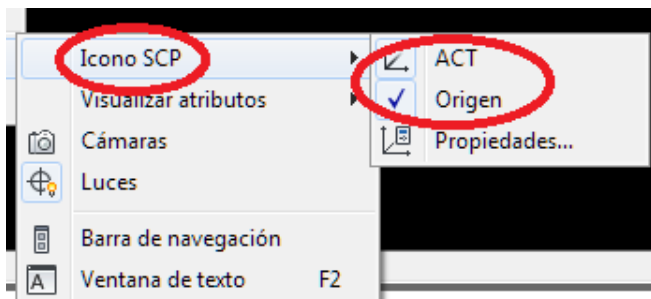 Icono SCP
Visualizar atributos
Cámaras
Luces
Barra de navegación
Ventana de texto F2
ACT
Origen
Propiedades...